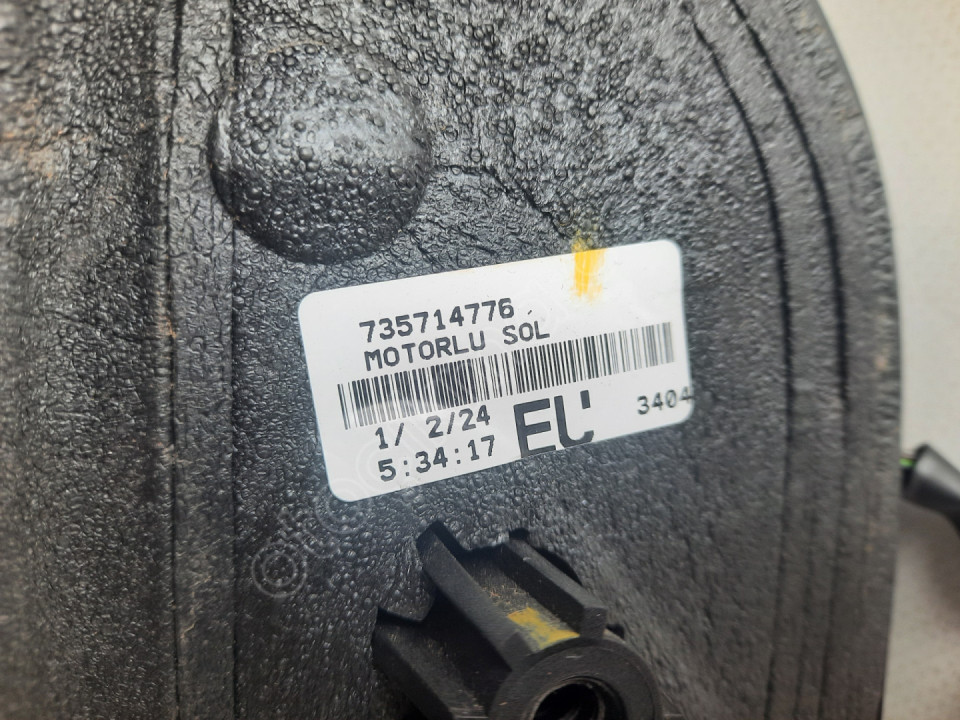 735714776
MOTORLU SOL
1/ 2/24
5:34:17
EU
3404